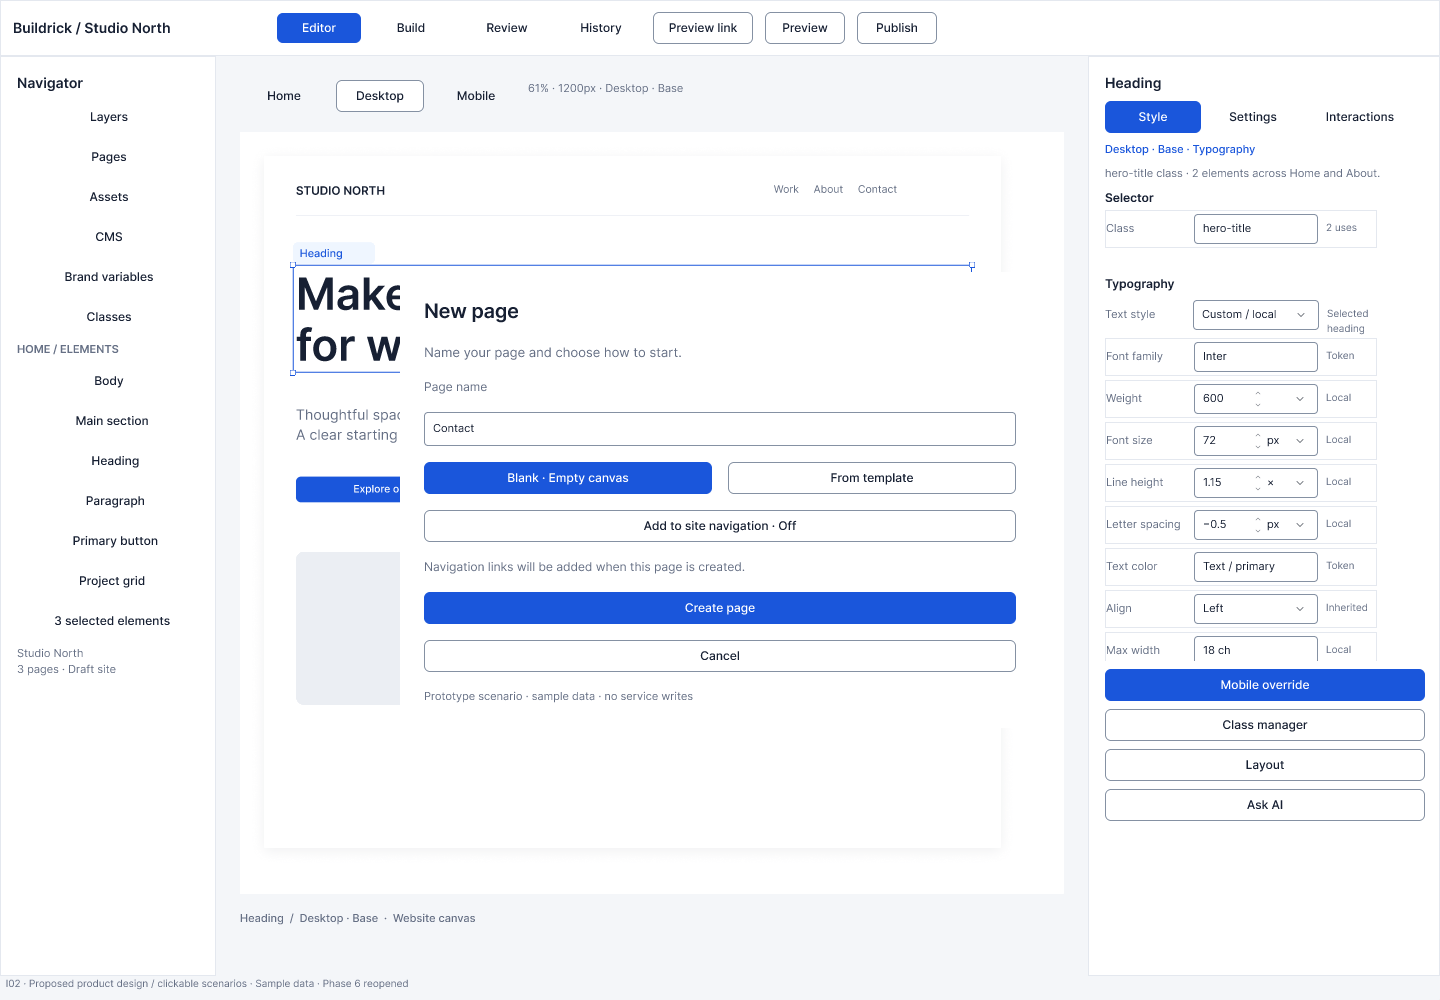 Buildrick / Studio North
Editor
Build
Review
History
Preview link
Preview
Publish
Navigator
Layers
Pages
Assets
CMS
Brand variables
Classes
HOME / ELEMENTS
Body
Main section
Heading
Paragraph
Primary button
Project grid
3 selected elements
Studio North
3 pages · Draft site
Home
Desktop
Mobile
61% · 1200px · Desktop · Base
STUDIO NORTH
Work
About
Contact
Heading
Make
for w
Thoughtful spac
A clear starting
Explore o
New page
Name your page and choose how to start.
Page name
Contact
Blank · Empty canvas
From template
Add to site navigation · Off
Navigation links will be added when this page is created.
Create page
Cancel
Prototype scenario · sample data · no service writes
Heading / Desktop · Base · Website canvas
Heading
Style
Settings
Interactions
Desktop · Base · Typography
hero-title class · 2 elements across Home and About.
Selector
Class
hero-title
2 uses
Typography
Text style
Custom / local
Selected
heading
Font family
Inter
Token
Weight
600
Local
Font size
72
px
Local
Line height
1.15
×
Local
Letter spacing
−0.5
px
Local
Text color
Text / primary
Token
Align
Left
Inherited
Max width
18 ch
Local
Mobile override
Class manager
Layout
Ask AI
I02 · Proposed product design / clickable scenarios · Sample data · Phase 6 reopened